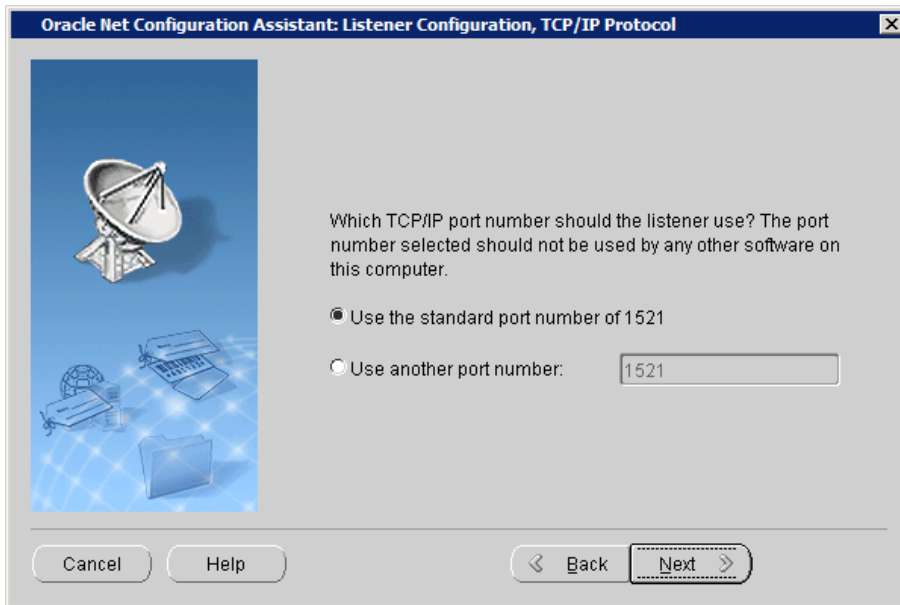 Oracle Net Configuration Assistant: Listener Configuration, TCP/IP Protocol
Which TCP/IP port number should the listener use? The port
number selected should not be used by any other software on
this computer.
Use the standard port number of 1521
Use another port number: 1521
Cancel Help Back Next